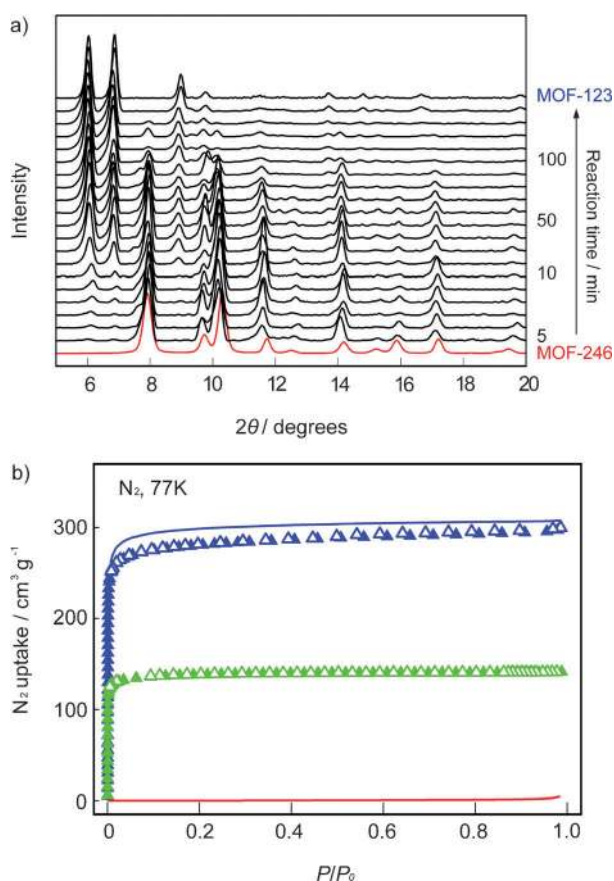 a)
Intensity
MOF-123
100
50
10
5
MOF-246
Reaction time / min
6 8 10 12 14 16 18 20
2θ / degrees
b)
N₂, 77K
N₂ uptake / cm³ g⁻¹
300
200
100
0
0 0.2 0.4 0.6 0.8 1.0
P/P₀